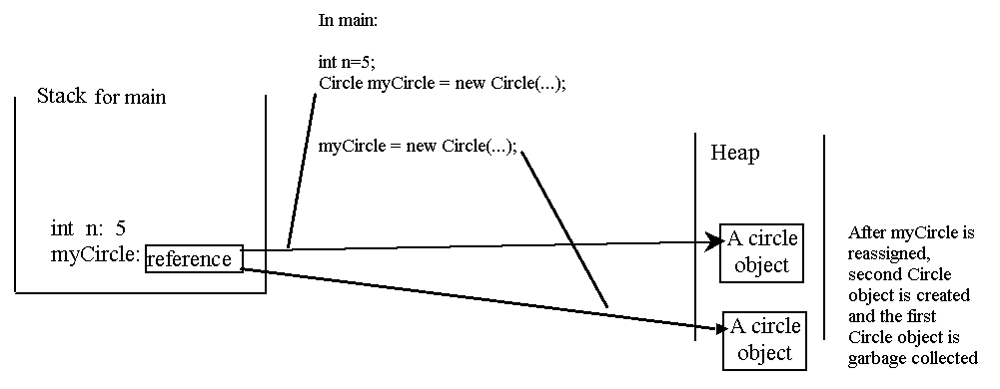 In main:
int n=5;
Circle myCircle = new Circle(...);
myCircle = new Circle(...);
Stack for main
int n: 5
myCircle: reference
Heap
A circle
object
A circle
object
After myCircle is
reassigned,
second Circle
object is created
and the first
Circle object is
garbage collected